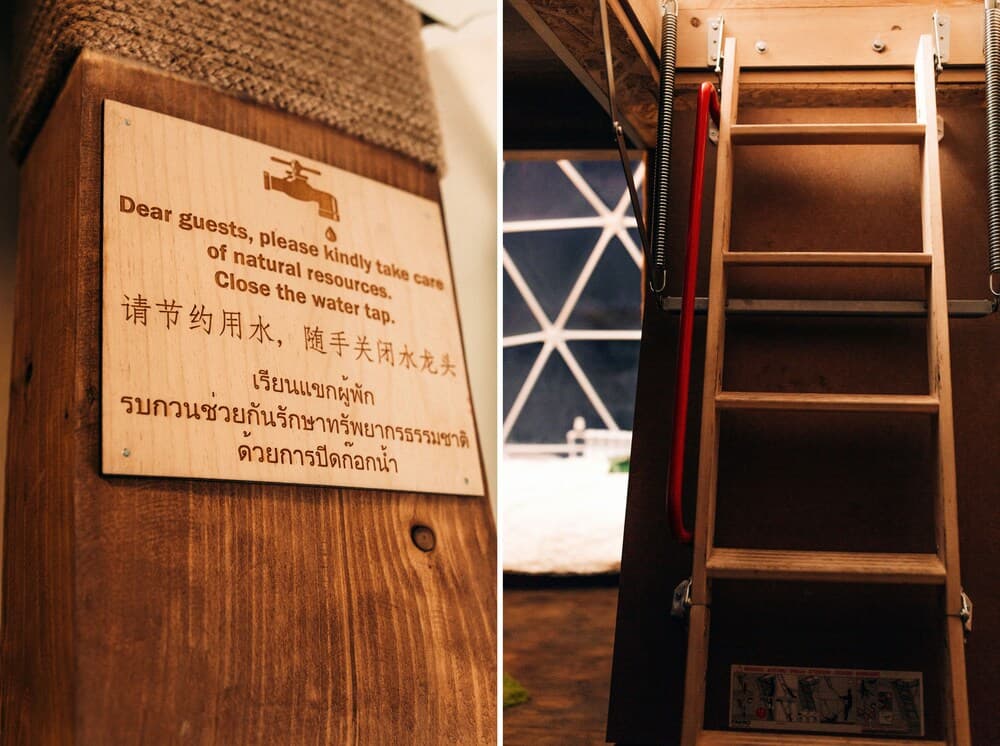 Dear guests, please kindly take care
of natural resources.
Close the water tap.
请节约用水，随手关闭水龙头
เรียนแขกผู้พัก
รบกวนช่วยกันรักษาทรัพยากรธรรมชาติ
ด้วยการปิดก๊อกน้ำ